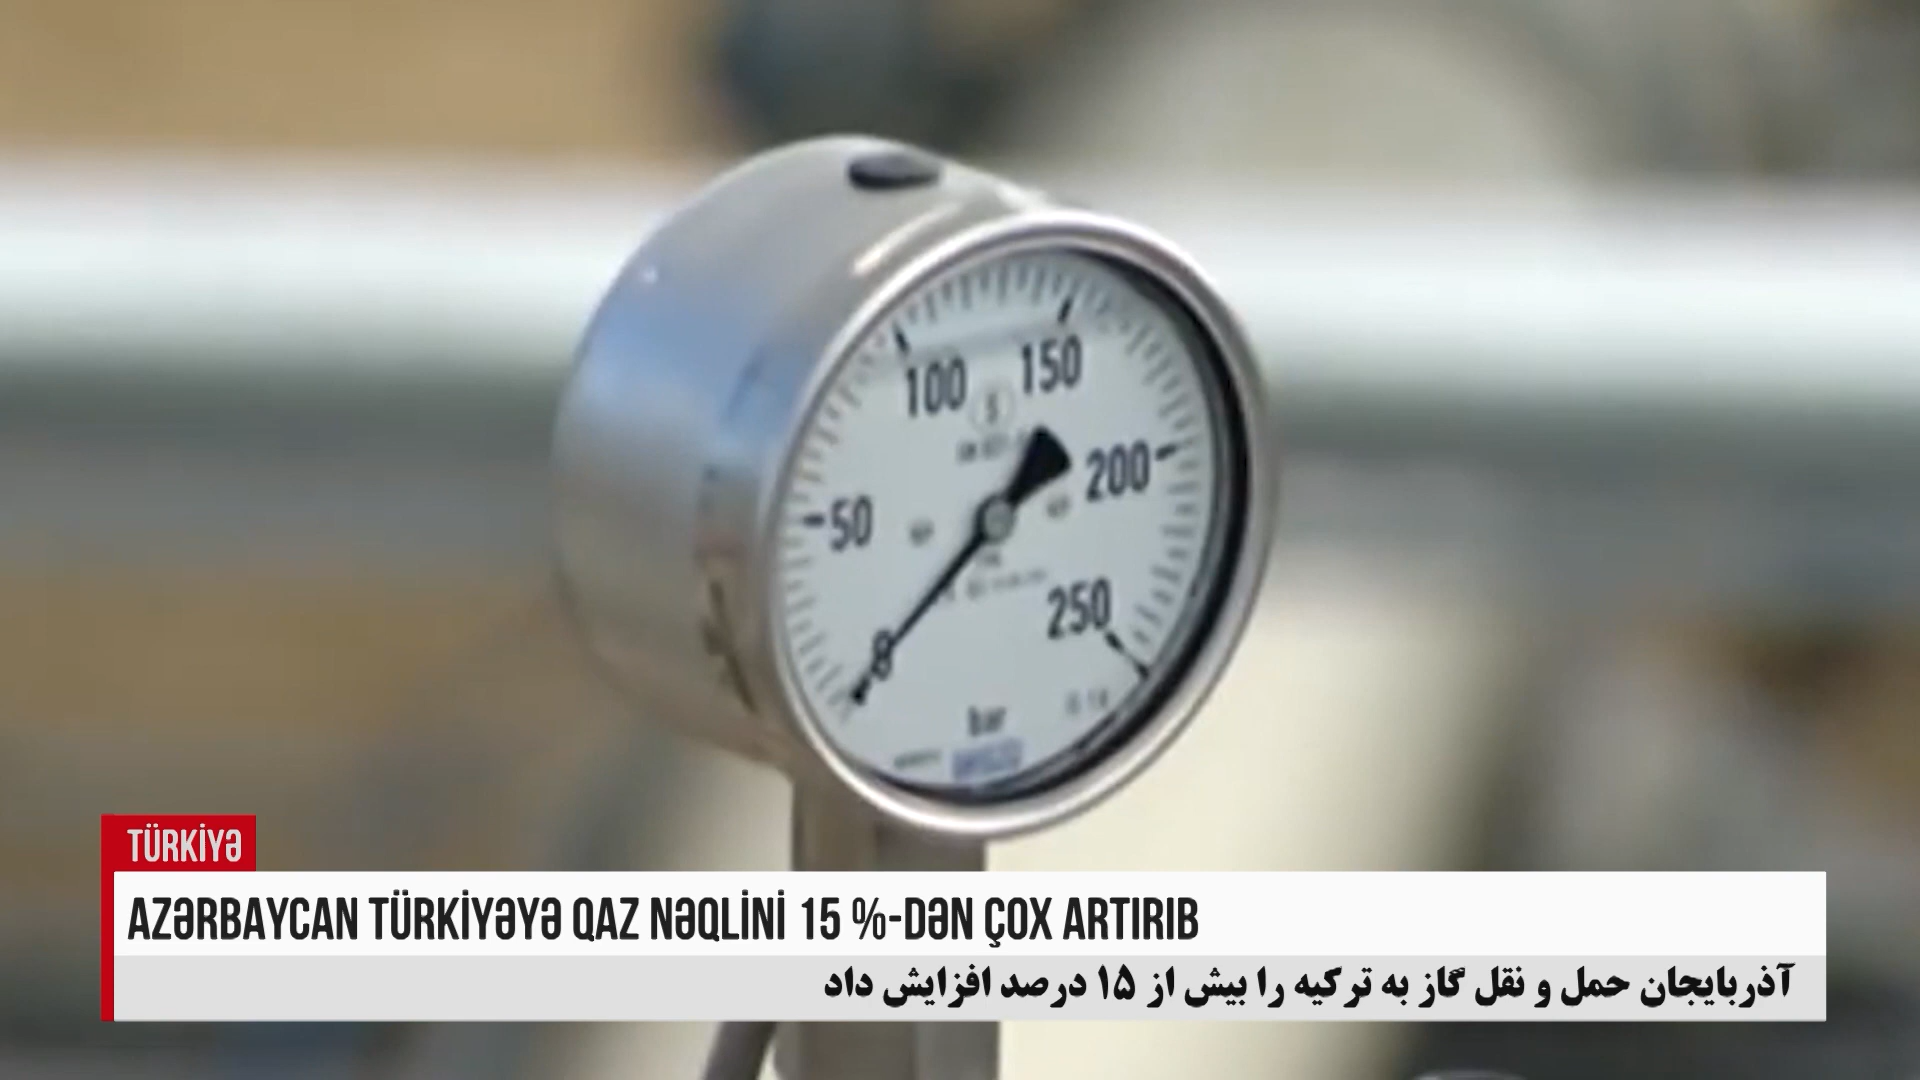 100
150
200
50
250
0
bar
TÜRKİYƏ
AZƏRBAYCAN TÜRKİYƏYƏ QAZ NƏQLİNİ 15 %-DƏN ÇOX ARTIRIB
آذربایجان حمل و نقل گاز به ترکیه را بیش از ۱۵ درصد افزایش داد